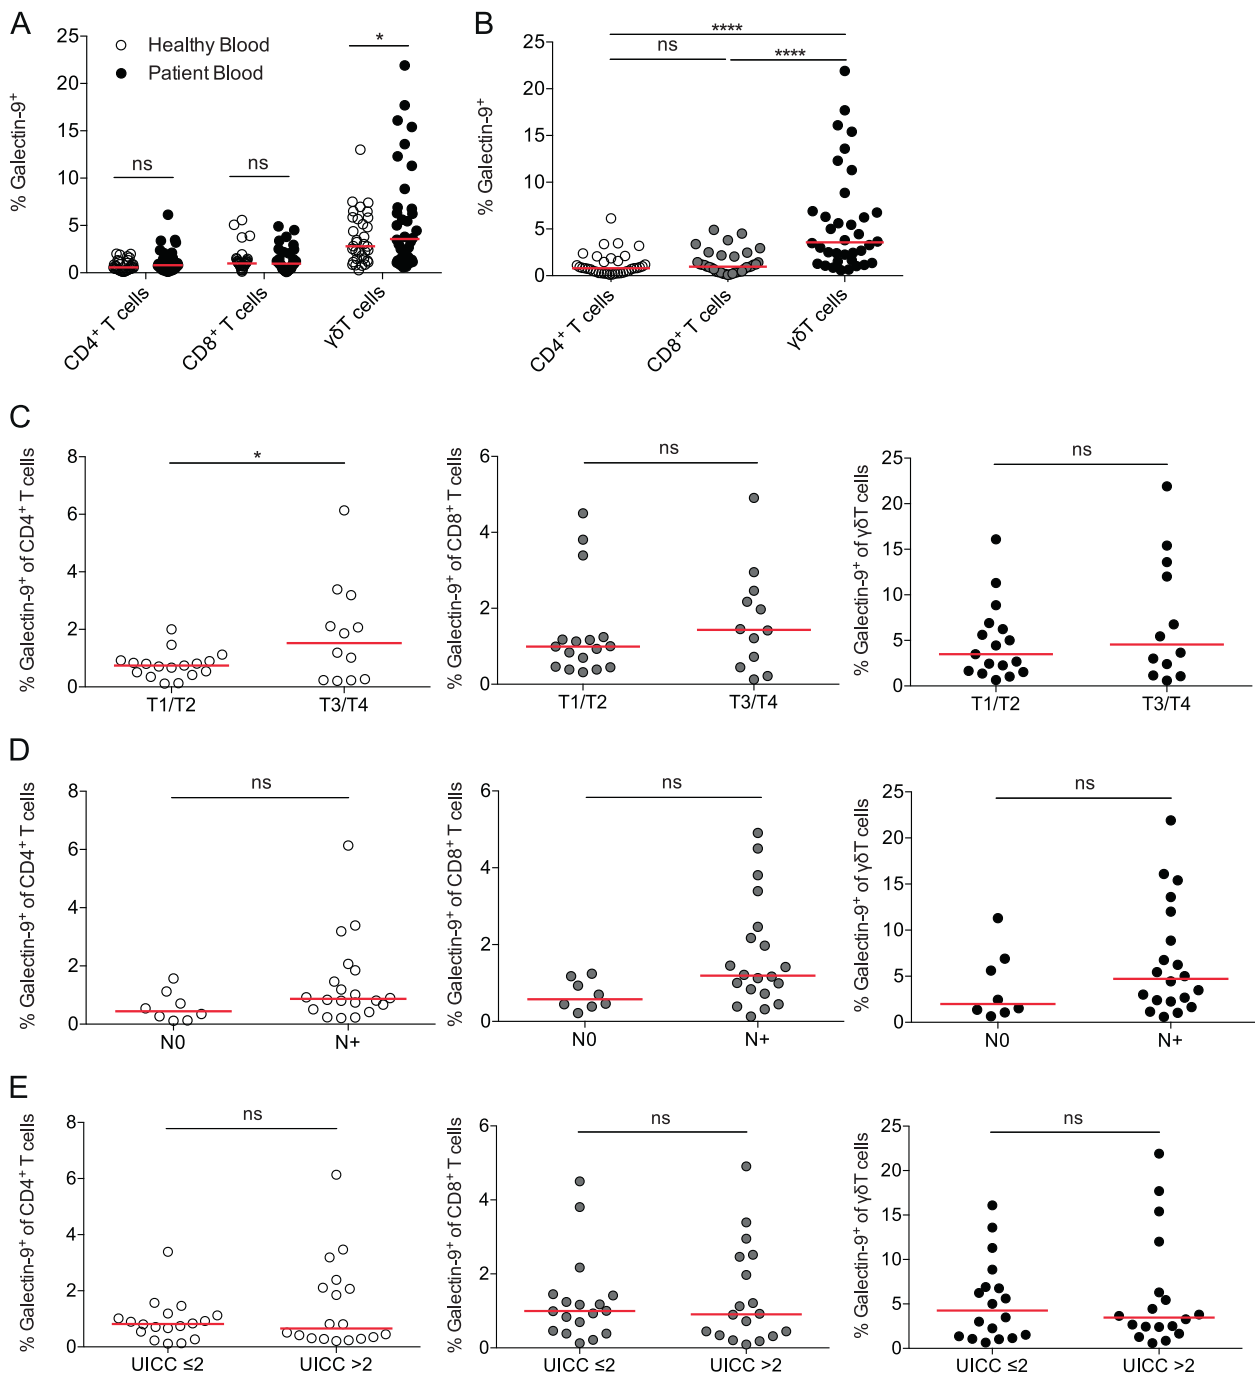 A
B
Healthy Blood
Patient Blood
% Galectin-9⁺
25
20
15
10
5
0
ns
ns
*
CD4⁺ T cells
CD8⁺ T cells
γδT cells
% Galectin-9⁺
25
20
15
10
5
0
****
ns
****
CD4⁺ T cells
CD8⁺ T cells
γδT cells
C
% Galectin-9⁺ of CD4⁺ T cells
8
6
4
2
0
*
T1/T2
T3/T4
% Galectin-9⁺ of CD8⁺ T cells
6
4
2
0
ns
T1/T2
T3/T4
% Galectin-9⁺ of γδT cells
25
20
15
10
5
0
ns
T1/T2
T3/T4
D
% Galectin-9⁺ of CD4⁺ T cells
8
6
4
2
0
ns
N0
N+
% Galectin-9⁺ of CD8⁺ T cells
6
4
2
0
ns
N0
N+
% Galectin-9⁺ of γδT cells
25
20
15
10
5
0
ns
N0
N+
E
% Galectin-9⁺ of CD4⁺ T cells
8
6
4
2
0
ns
UICC ≤2
UICC >2
% Galectin-9⁺ of CD8⁺ T cells
6
4
2
0
ns
UICC ≤2
UICC >2
% Galectin-9⁺ of γδT cells
25
20
15
10
5
0
ns
UICC ≤2
UICC >2